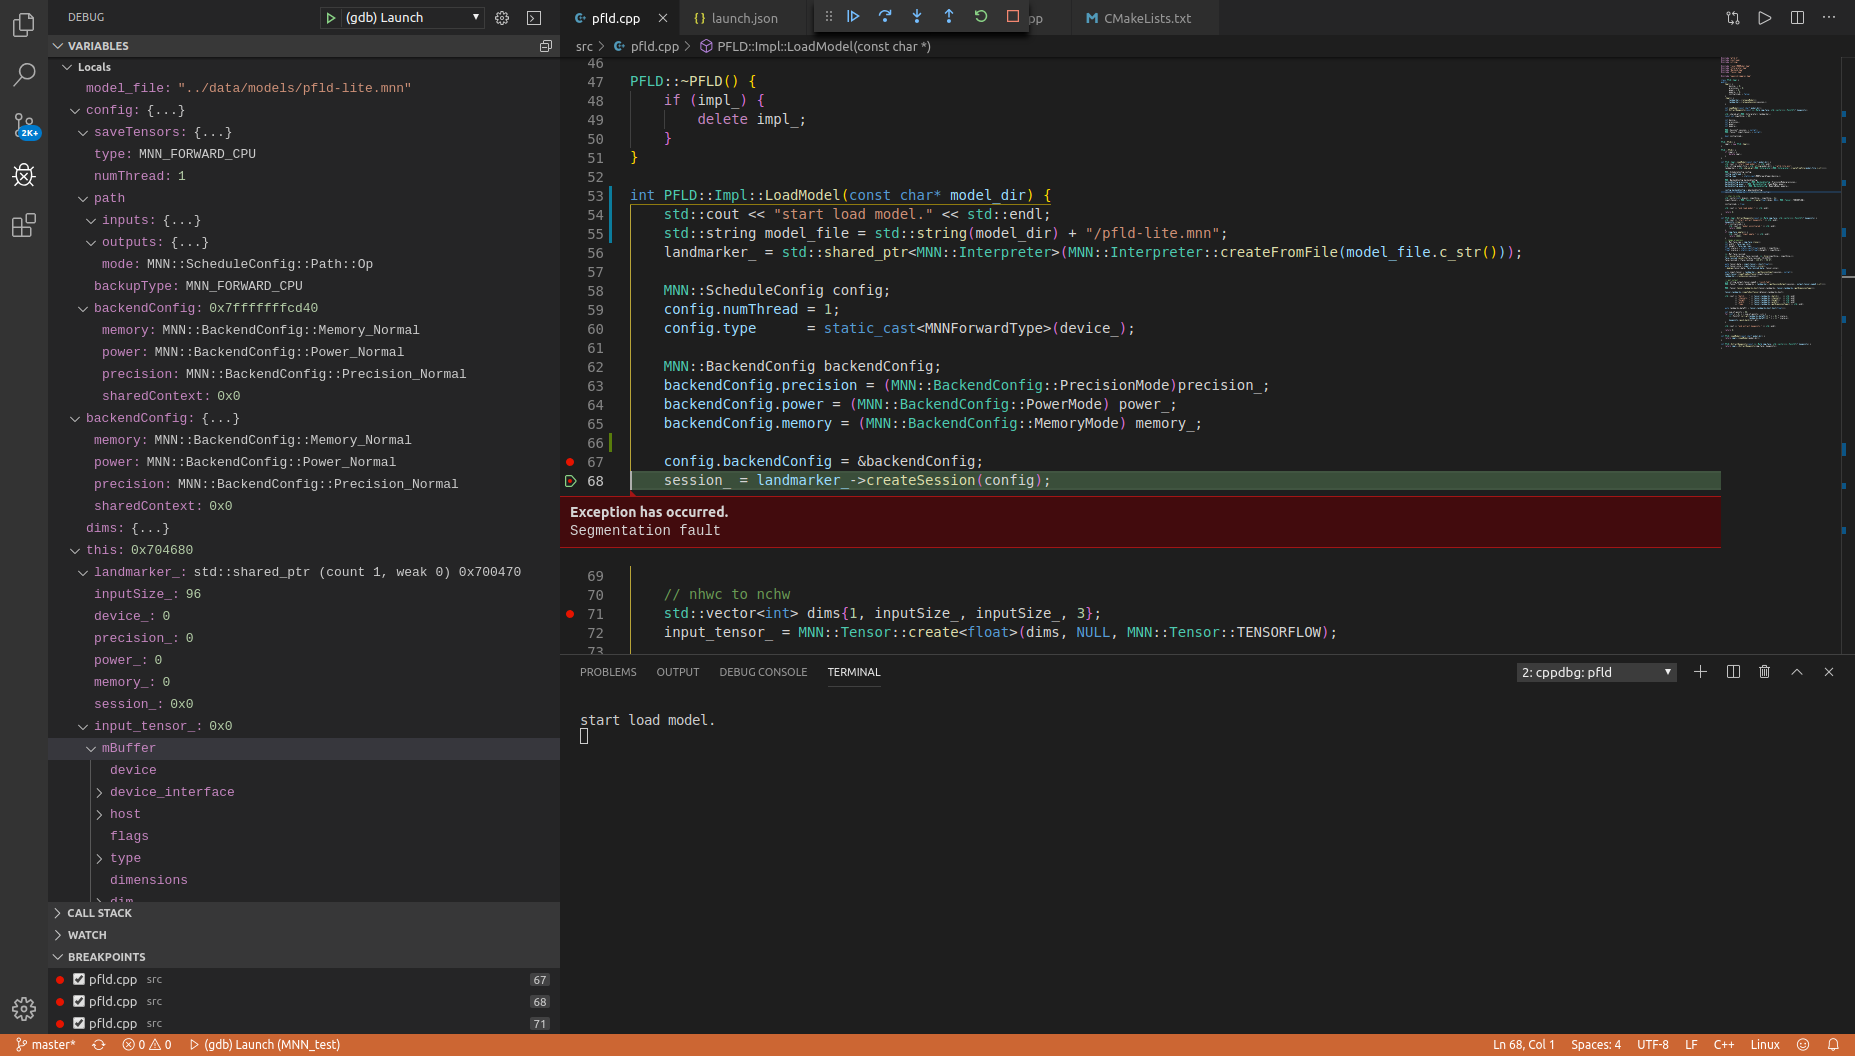 DEBUG
(gdb) Launch
VARIABLES
Locals
model_file: "../data/models/pfld-lite.mnn"
config: {...}
saveTensors: {...}
type: MNN_FORWARD_CPU
numThread: 1
path
inputs: {...}
outputs: {...}
mode: MNN::ScheduleConfig::Path::Op
backupType: MNN_FORWARD_CPU
backendConfig: 0x7fffffffcd40
memory: MNN::BackendConfig::Memory_Normal
power: MNN::BackendConfig::Power_Normal
precision: MNN::BackendConfig::Precision_Normal
sharedContext: 0x0
backendConfig: {...}
memory: MNN::BackendConfig::Memory_Normal
power: MNN::BackendConfig::Power_Normal
precision: MNN::BackendConfig::Precision_Normal
sharedContext: 0x0
dims: {...}
this: 0x704680
landmarker_: std::shared_ptr (count 1, weak 0) 0x700470
inputSize_: 96
device_: 0
precision_: 0
power_: 0
memory_: 0
session_: 0x0
input_tensor_: 0x0
mBuffer
device
device_interface
host
flags
type
dimensions
dim
CALL STACK
WATCH
BREAKPOINTS
pfld.cpp src 67
pfld.cpp src 68
pfld.cpp src 71
2K+
pfld.cpp
launch.json
pp
CMakeLists.txt
src > pfld.cpp > PFLD::Impl::LoadModel(const char *)
46
47 PFLD::~PFLD() {
48 if (impl_) {
49 delete impl_;
50 }
51 }
52
53 int PFLD::Impl::LoadModel(const char* model_dir) {
54 std::cout << "start load model." << std::endl;
55 std::string model_file = std::string(model_dir) + "/pfld-lite.mnn";
56 landmarker_ = std::shared_ptr<MNN::Interpreter>(MNN::Interpreter::createFromFile(model_file.c_str()));
57
58 MNN::ScheduleConfig config;
59 config.numThread = 1;
60 config.type = static_cast<MNNForwardType>(device_);
61
62 MNN::BackendConfig backendConfig;
63 backendConfig.precision = (MNN::BackendConfig::PrecisionMode)precision_;
64 backendConfig.power = (MNN::BackendConfig::PowerMode) power_;
65 backendConfig.memory = (MNN::BackendConfig::MemoryMode) memory_;
66
67 config.backendConfig = &backendConfig;
68 session_ = landmarker_->createSession(config);
Exception has occurred.
Segmentation fault
69
70 // nhwc to nchw
71 std::vector<int> dims{1, inputSize_, inputSize_, 3};
72 input_tensor_ = MNN::Tensor::create<float>(dims, NULL, MNN::Tensor::TENSORFLOW);
73
PROBLEMS OUTPUT DEBUG CONSOLE TERMINAL
2: cppdbg: pfld
start load model.
master* 0 0 (gdb) Launch (MNN_test)
Ln 68, Col 1 Spaces: 4 UTF-8 LF C++ Linux